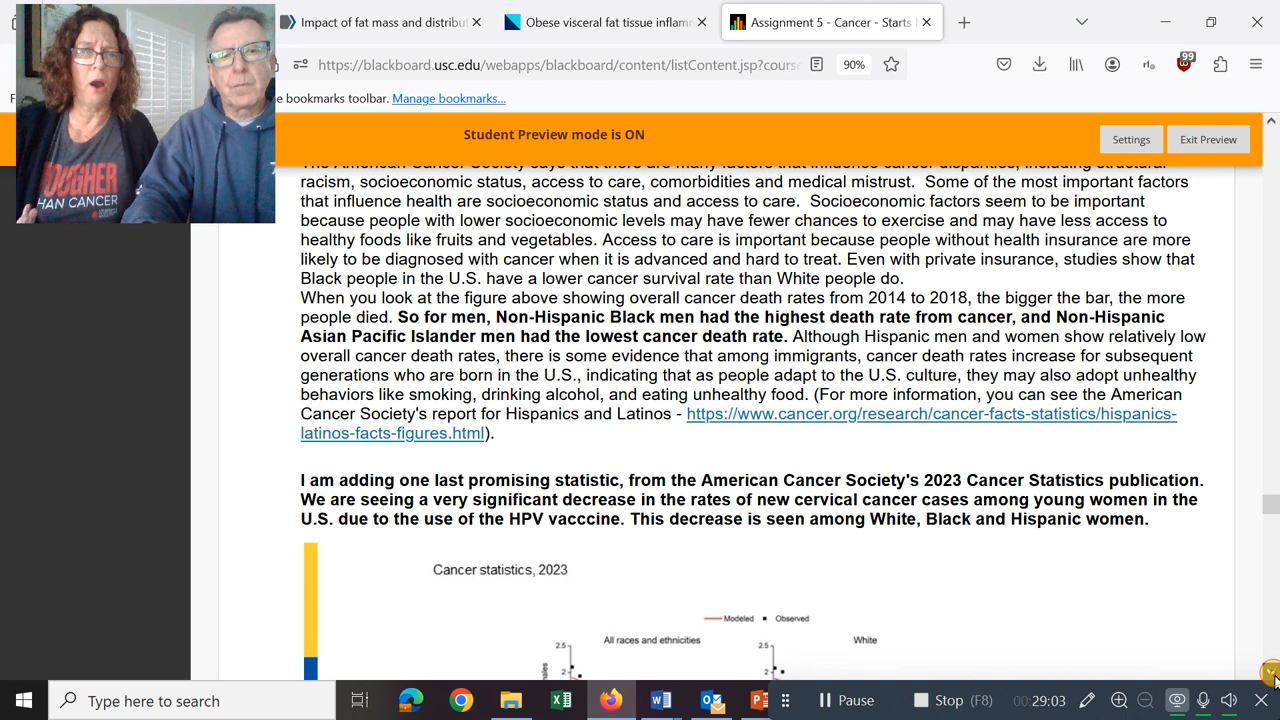 Impact of fat mass and distribu
Obese visceral fat tissue inflamm
Assignment 5 - Cancer - Starts
https://blackboard.usc.edu/webapps/blackboard/content/listContent.jsp?course
90%
99
e bookmarks toolbar. Manage bookmarks...
Student Preview mode is ON
Settings
Exit Preview
OUGHER
HAN CANCER
racism, socioeconomic status, access to care, comorbidities and medical mistrust. Some of the most important factors
that influence health are socioeconomic status and access to care. Socioeconomic factors seem to be important
because people with lower socioeconomic levels may have fewer chances to exercise and may have less access to
healthy foods like fruits and vegetables. Access to care is important because people without health insurance are more
likely to be diagnosed with cancer when it is advanced and hard to treat. Even with private insurance, studies show that
Black people in the U.S. have a lower cancer survival rate than White people do.
When you look at the figure above showing overall cancer death rates from 2014 to 2018, the bigger the bar, the more
people died. So for men, Non-Hispanic Black men had the highest death rate from cancer, and Non-Hispanic
Asian Pacific Islander men had the lowest cancer death rate. Although Hispanic men and women show relatively low
overall cancer death rates, there is some evidence that among immigrants, cancer death rates increase for subsequent
generations who are born in the U.S., indicating that as people adapt to the U.S. culture, they may also adopt unhealthy
behaviors like smoking, drinking alcohol, and eating unhealthy food. (For more information, you can see the American
Cancer Society's report for Hispanics and Latinos - https://www.cancer.org/research/cancer-facts-statistics/hispanics-
latinos-facts-figures.html).
I am adding one last promising statistic, from the American Cancer Society's 2023 Cancer Statistics publication.
We are seeing a very significant decrease in the rates of new cervical cancer cases among young women in the
U.S. due to the use of the HPV vacccine. This decrease is seen among White, Black and Hispanic women.
Cancer statistics, 2023
Modeled
Observed
All races and ethnicities
White
2.5
2.5
2
2
males
Type here to search
Pause
Stop (F8)
00:29:03